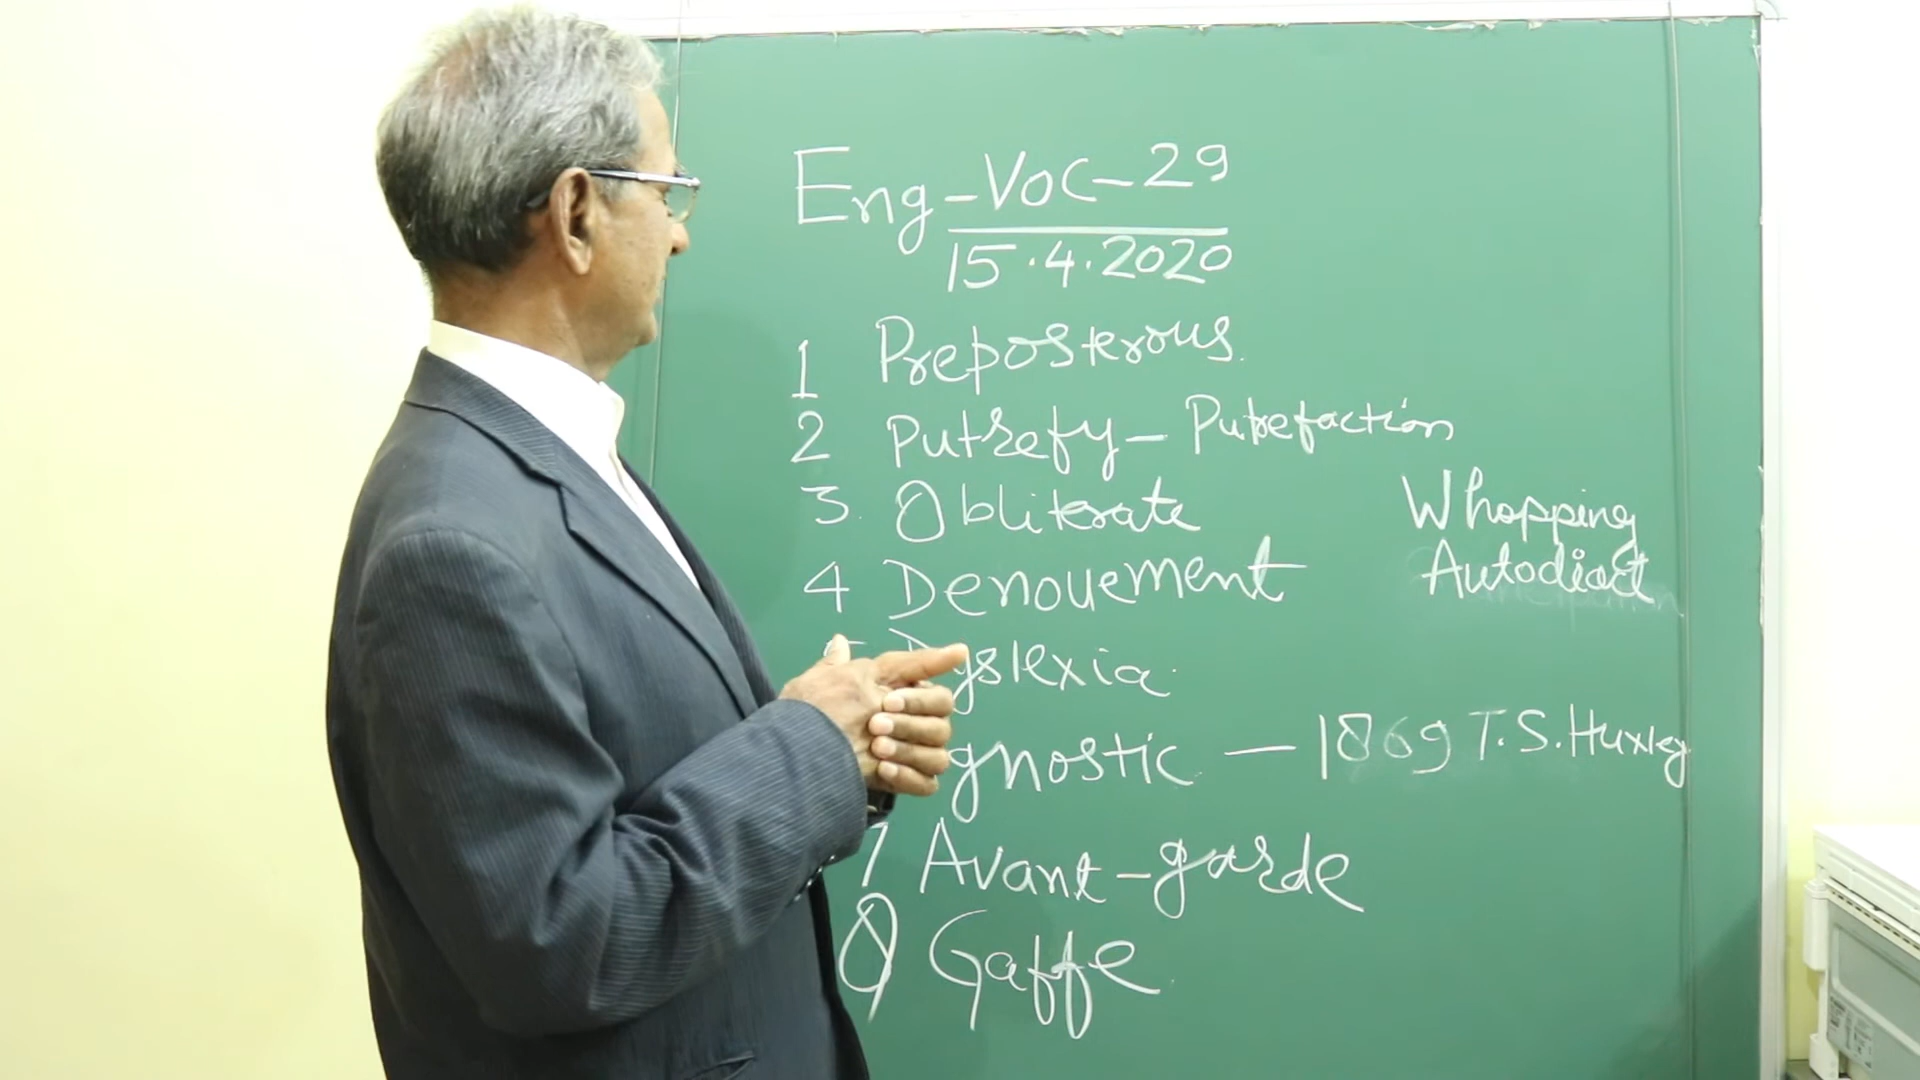 Eng-Voc-29
15.4.2020
1 Preposterous.
2 Putrefy - Putrefaction
3. Obliterate
4 Denouement
Whopping
Autodidact
Dyslexia.
gnostic — 1869 T.S. Huxley
7 Avant-garde
8 Gaffe.